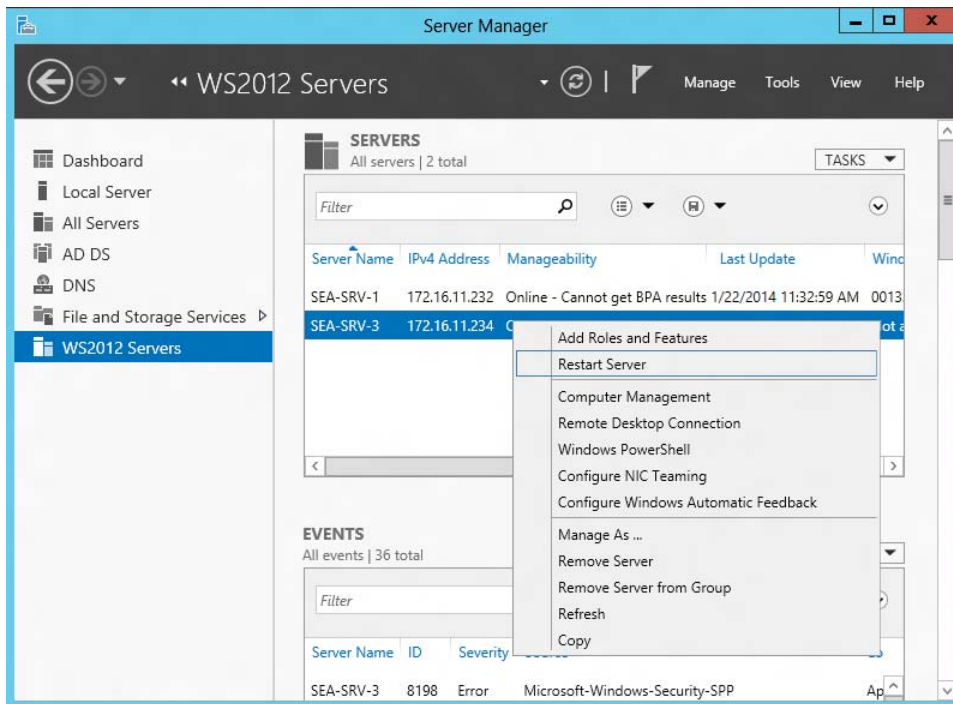 Server Manager
WS2012 Servers
Manage Tools View Help
Dashboard
Local Server
All Servers
AD DS
DNS
File and Storage Services
WS2012 Servers
SERVERS
All servers | 2 total
TASKS
Filter
Server Name IPv4 Address Manageability Last Update Wind
SEA-SRV-1 172.16.11.232 Online - Cannot get BPA results 1/22/2014 11:32:59 AM 0013
SEA-SRV-3 172.16.11.234
Add Roles and Features
Restart Server
Computer Management
Remote Desktop Connection
Windows PowerShell
Configure NIC Teaming
Configure Windows Automatic Feedback
Manage As ...
Remove Server
Remove Server from Group
Refresh
Copy
EVENTS
All events | 36 total
Filter
Server Name ID Severity
SEA-SRV-3 8198 Error Microsoft-Windows-Security-SPP Ap